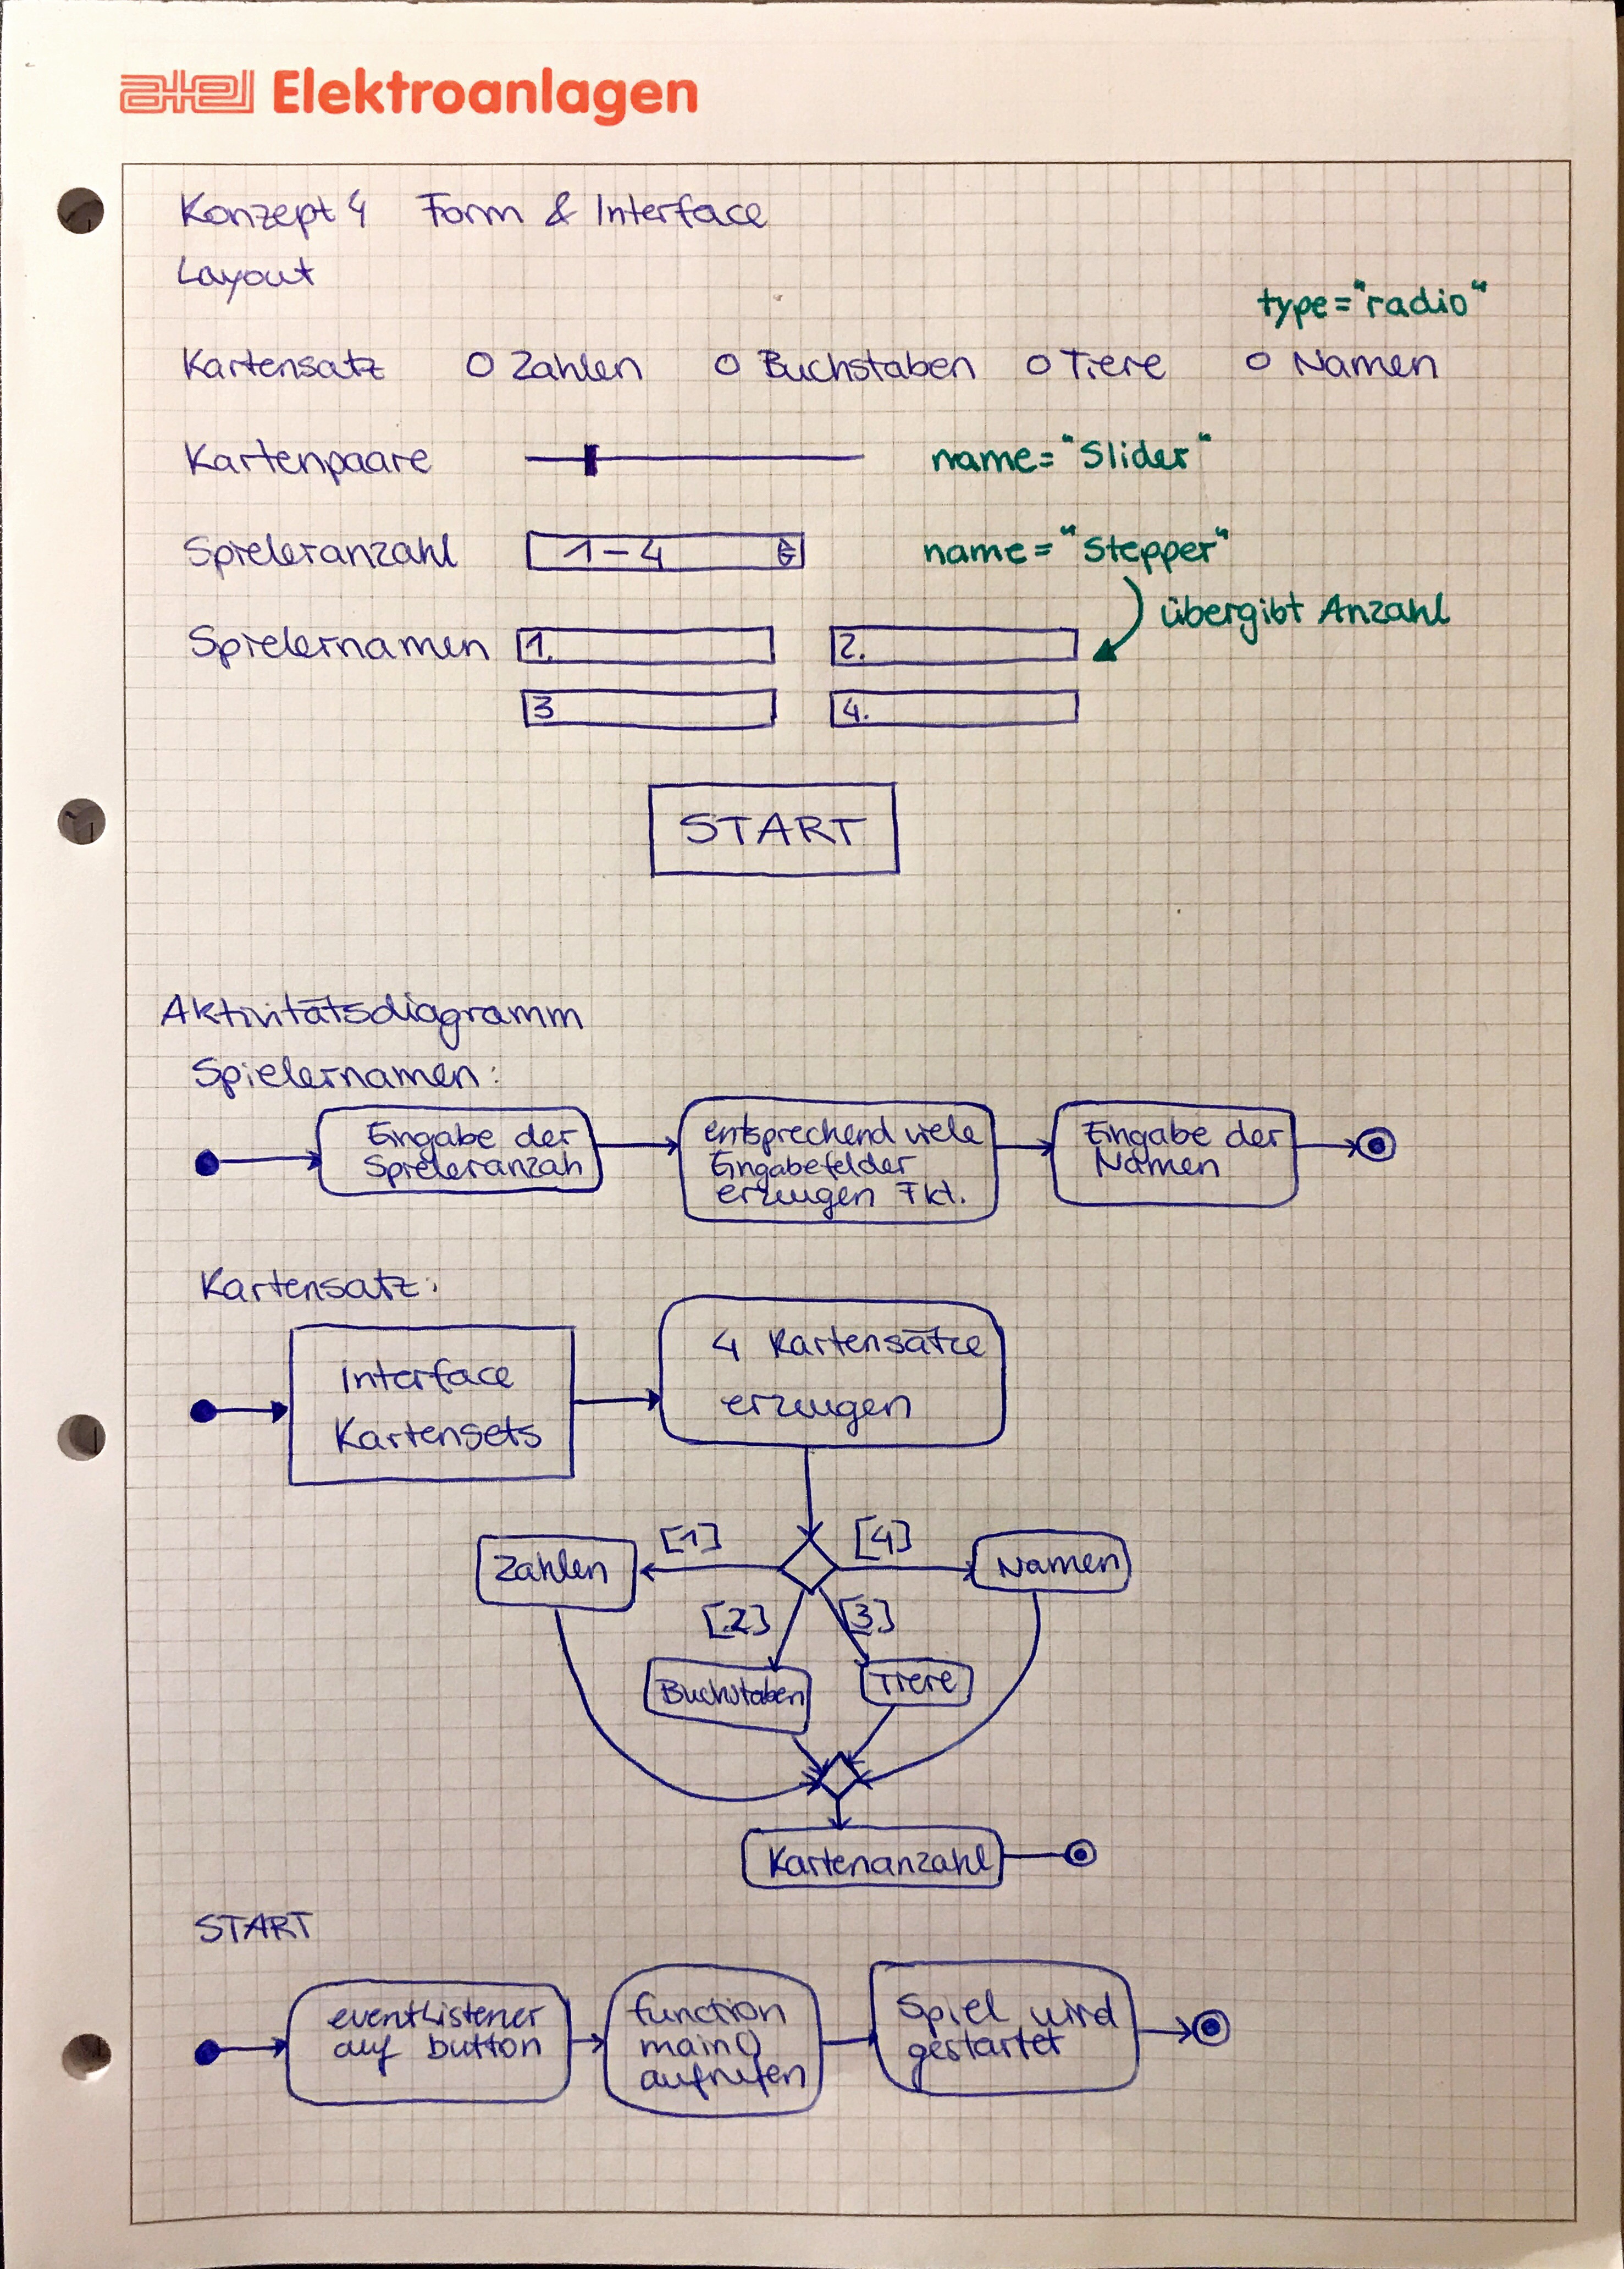 atel Elektroanlagen
Konzept 4 Form & Interface
Layout
type="radio"
Kartensatz Zahlen Buchstaben Tiere Namen
Kartenpaare name="Slider"
Spieleranzahl 1-4 name="Stepper"
übergibt Anzahl
Spielernamen 1. 2.
3 4.
START
Aktivitätsdiagramm
Spielernamen:
Eingabe der
Spieleranzah
entsprechend viele
Eingabefelder
erzeugen Fkt.
Eingabe der
Namen
Kartensatz:
Interface
Kartensets
4 Kartensätze
erzeugen
[1] [4]
Zahlen Namen
[2] [3]
Buchstaben Tiere
Kartenanzahl
START
eventListener
auf button
function
main()
aufrufen
Spiel wird
gestartet